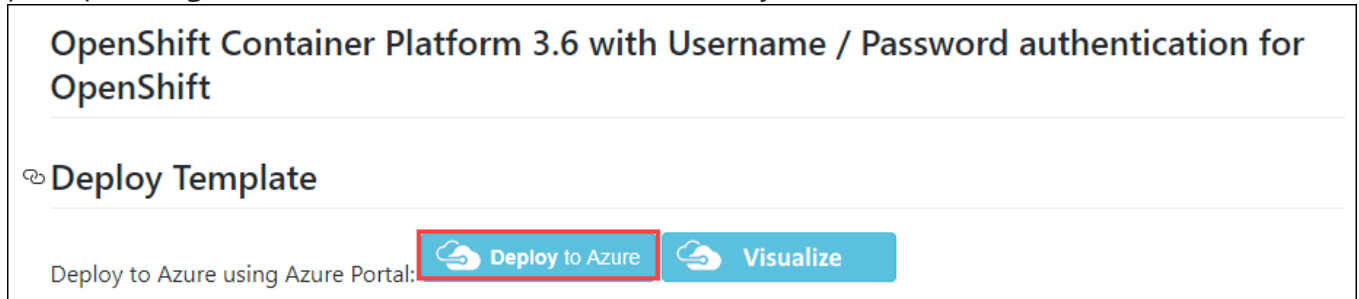 OpenShift Container Platform 3.6 with Username / Password authentication for
OpenShift
Deploy Template
Deploy to Azure using Azure Portal: Deploy to Azure Visualize